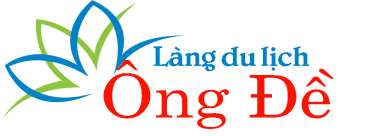 Làng du lịch
Ông Đề